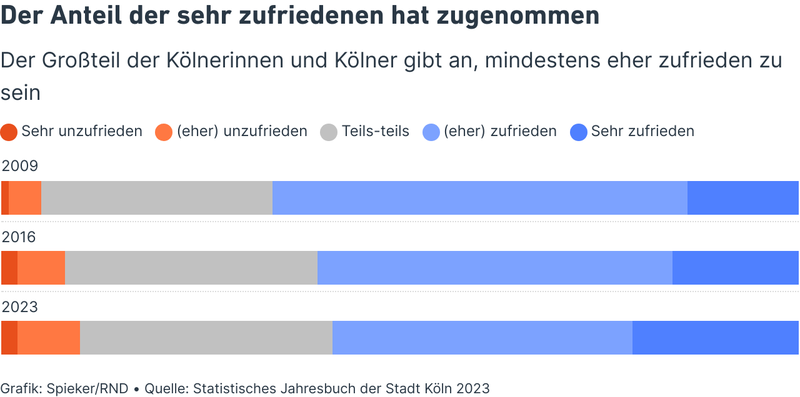 Der Anteil der sehr zufriedenen hat zugenommen
Der Großteil der Kölnerinnen und Kölner gibt an, mindestens eher zufrieden zu
sein
Sehr unzufrieden (eher) unzufrieden Teils-teils (eher) zufrieden Sehr zufrieden
2009
2016
2023
Grafik: Spieker/RND • Quelle: Statistisches Jahresbuch der Stadt Köln 2023